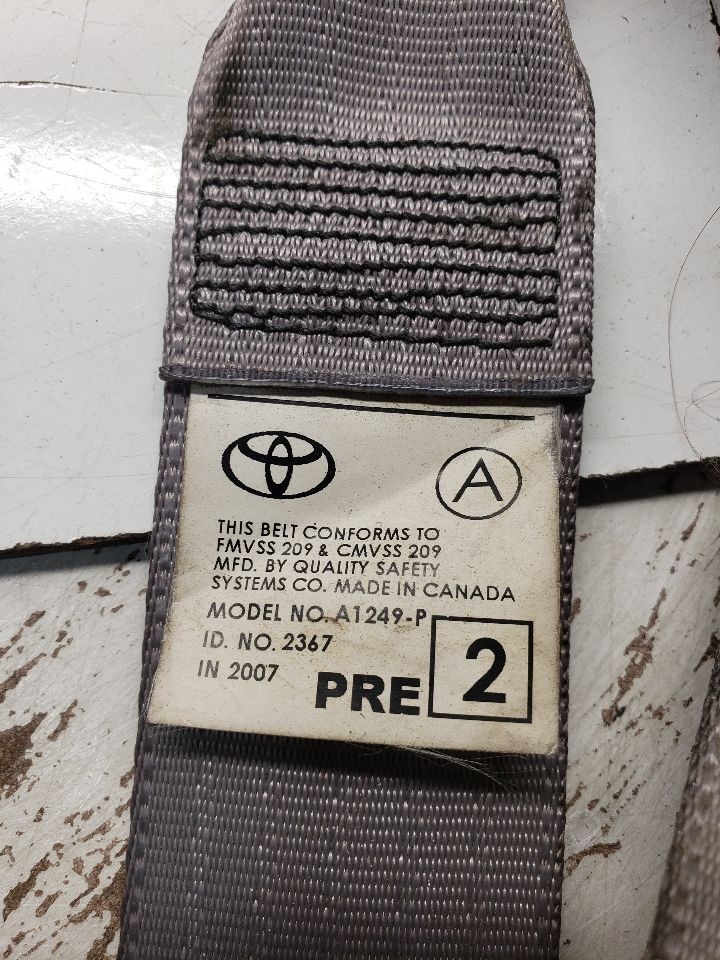 A
THIS BELT CONFORMS TO
FMVSS 209 & CMVSS 209
MFD. BY QUALITY SAFETY
SYSTEMS CO. MADE IN CANADA
MODEL NO. A1249-P
ID. NO. 2367
IN 2007
PRE 2